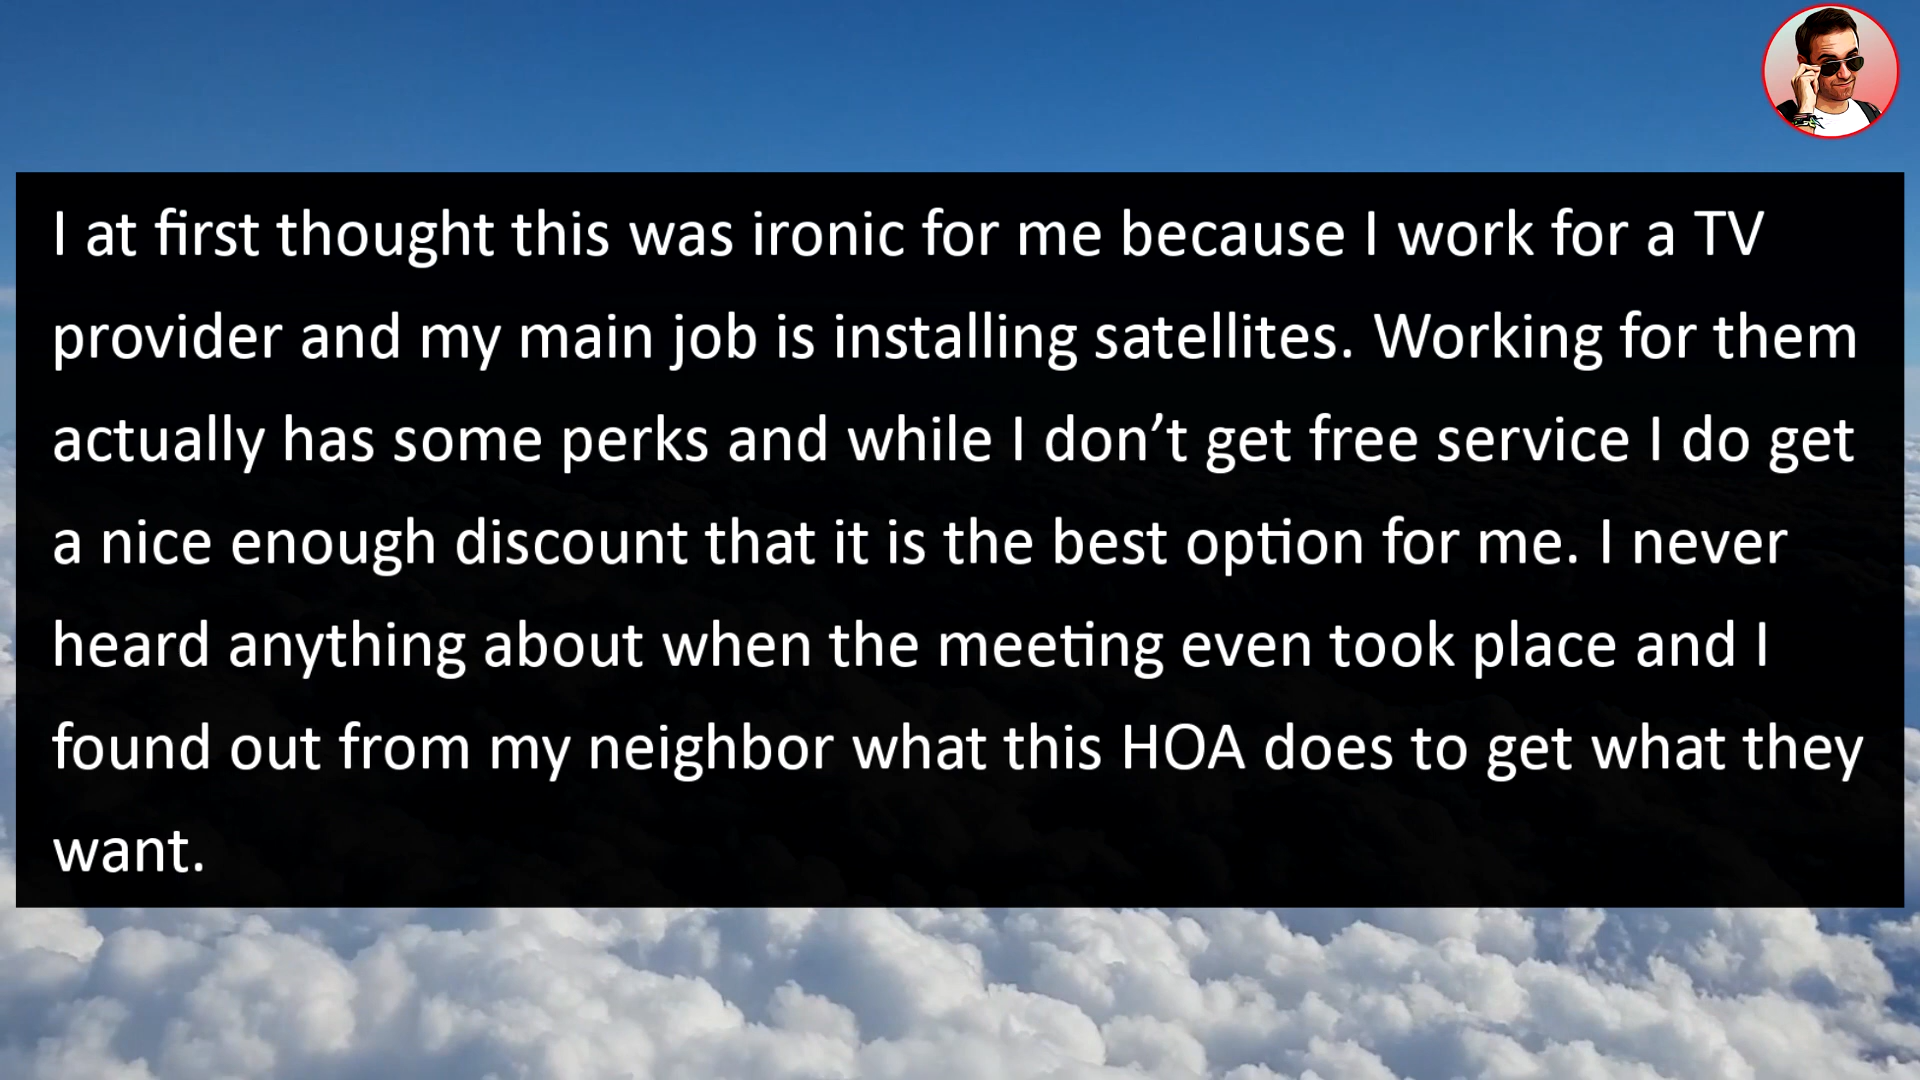 I at first thought this was ironic for me because I work for a TV
provider and my main job is installing satellites. Working for them
actually has some perks and while I don’t get free service I do get
a nice enough discount that it is the best option for me. I never
heard anything about when the meeting even took place and I
found out from my neighbor what this HOA does to get what they
want.